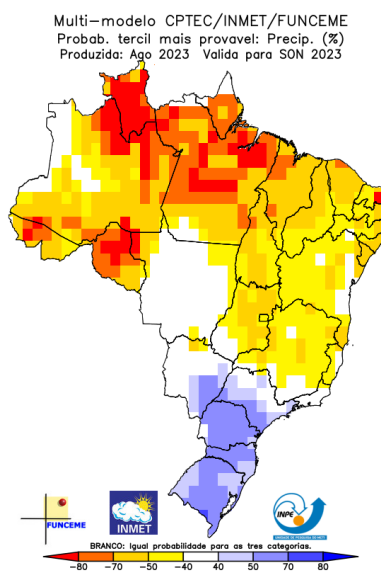 Multi-modelo CPTEC/INMET/FUNCEME
Probab. tercil mais provavel: Precip. (%)
Produzida: Ago 2023 Valida para SON 2023
FUNCEME
INMET
INPE
BRANCO: Igual probabilidade para as tres categorias.
-80 -70 -50 -40 40 50 70 80